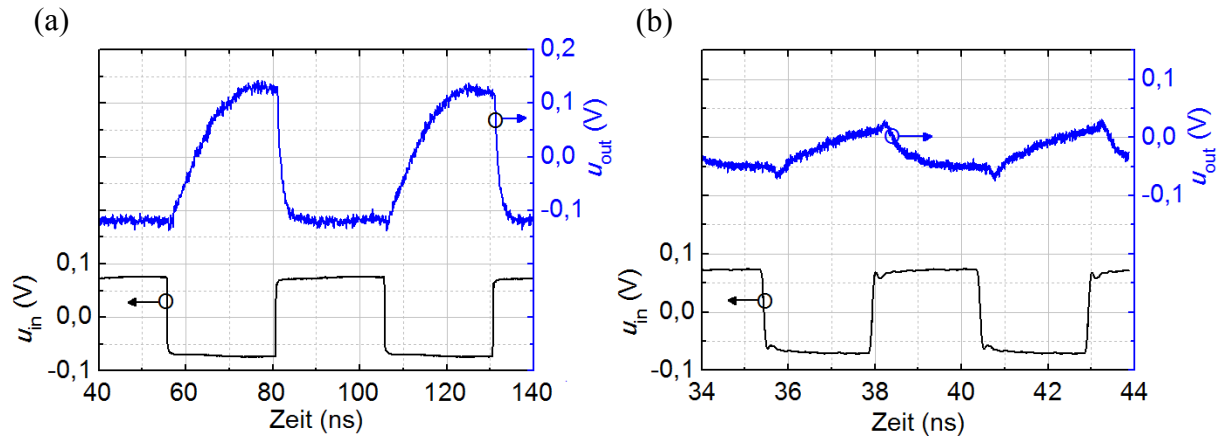 (a)
0,2
0,1
0,0
-0,1
u_out (V)
0,1
0,0
-0,1
u_in (V)
40 60 80 100 120 140
Zeit (ns)
(b)
0,1
0,0
-0,1
u_out (V)
0,1
0,0
-0,1
u_in (V)
34 36 38 40 42 44
Zeit (ns)